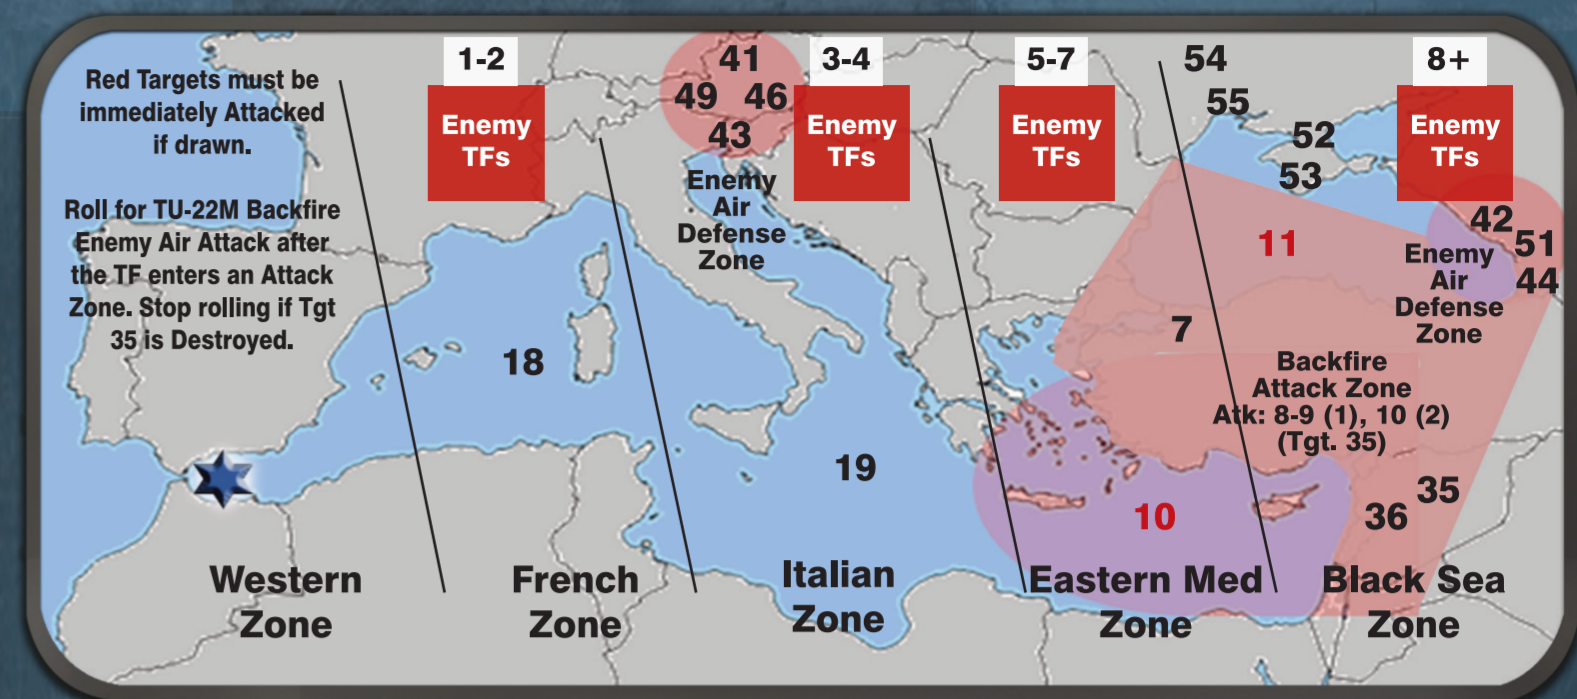 Red Targets must be
immediately Attacked
if drawn.
Roll for TU-22M Backfire
Enemy Air Attack after
the TF enters an Attack
Zone. Stop rolling if Tgt
35 is Destroyed.
1-2
Enemy
TFs
41
49 46
43
Enemy
Air
Defense
Zone
3-4
Enemy
TFs
5-7
Enemy
TFs
54
55
52
53
8+
Enemy
TFs
42
51
44
Enemy
Air
Defense
Zone
11
7
Backfire
Attack Zone
Atk: 8-9 (1), 10 (2)
(Tgt. 35)
18
19
10
35
36
Western
Zone
French
Zone
Italian
Zone
Eastern Med
Zone
Black Sea
Zone